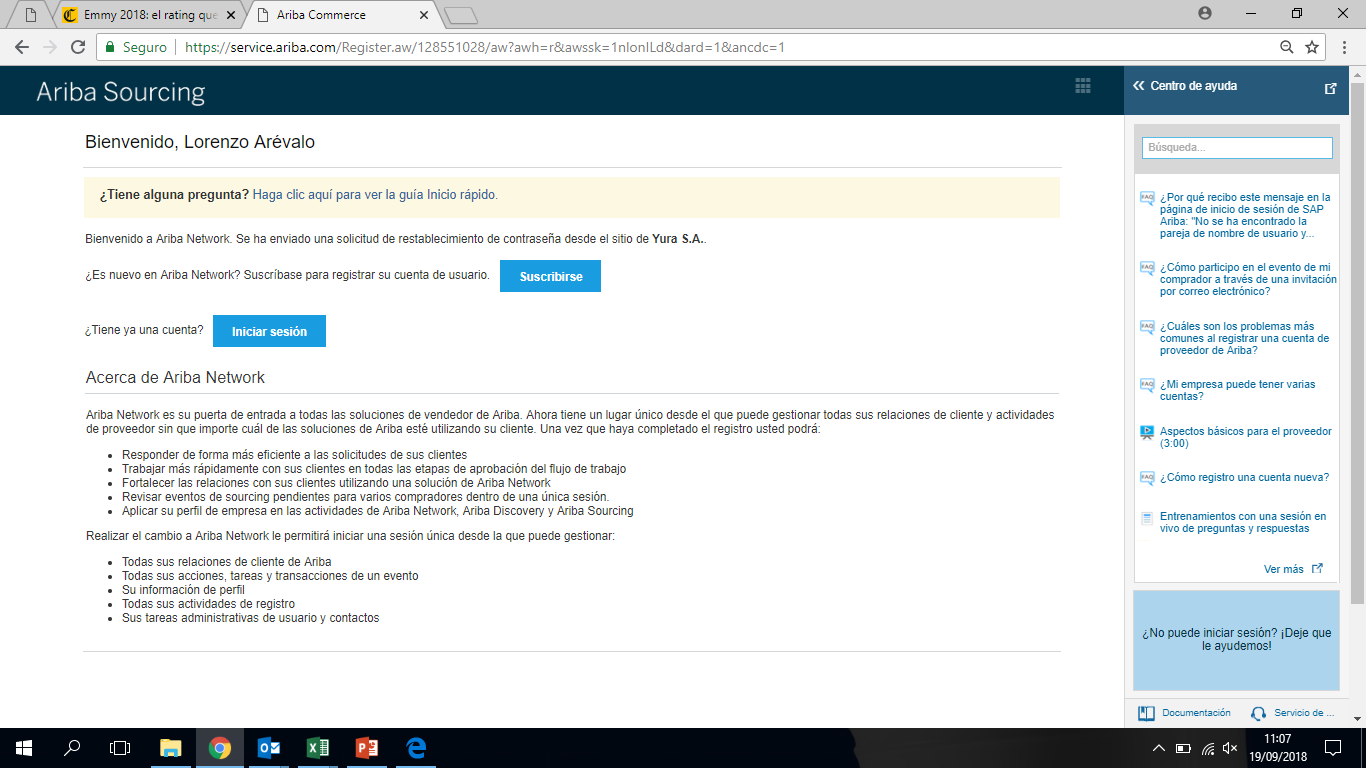 Emmy 2018: el rating que
Ariba Commerce
Seguro
https://service.ariba.com/Register.aw/128551028/aw?awh=r&awssk=1nIonILd&dard=1&ancdc=1
Ariba Sourcing
Centro de ayuda
Bienvenido, Lorenzo Arévalo
¿Tiene alguna pregunta? Haga clic aquí para ver la guía Inicio rápido.
Bienvenido a Ariba Network. Se ha enviado una solicitud de restablecimiento de contraseña desde el sitio de Yura S.A..
¿Es nuevo en Ariba Network? Suscríbase para registrar su cuenta de usuario.
Suscribirse
¿Tiene ya una cuenta?
Iniciar sesión
Acerca de Ariba Network
Ariba Network es su puerta de entrada a todas las soluciones de vendedor de Ariba. Ahora tiene un lugar único desde el que puede gestionar todas sus relaciones de cliente y actividades
de proveedor sin que importe cuál de las soluciones de Ariba esté utilizando su cliente. Una vez que haya completado el registro usted podrá:
Responder de forma más eficiente a las solicitudes de sus clientes
Trabajar más rápidamente con sus clientes en todas las etapas de aprobación del flujo de trabajo
Fortalecer las relaciones con sus clientes utilizando una solución de Ariba Network
Revisar eventos de sourcing pendientes para varios compradores dentro de una única sesión.
Aplicar su perfil de empresa en las actividades de Ariba Network, Ariba Discovery y Ariba Sourcing
Realizar el cambio a Ariba Network le permitirá iniciar una sesión única desde la que puede gestionar:
Todas sus relaciones de cliente de Ariba
Todas sus acciones, tareas y transacciones de un evento
Su información de perfil
Todas sus actividades de registro
Sus tareas administrativas de usuario y contactos
Búsqueda...
FAQ
¿Por qué recibo este mensaje en la
página de inicio de sesión de SAP
Ariba: "No se ha encontrado la
pareja de nombre de usuario y...
FAQ
¿Cómo participo en el evento de mi
comprador a través de una invitación
por correo electrónico?
FAQ
¿Cuáles son los problemas más
comunes al registrar una cuenta de
proveedor de Ariba?
FAQ
¿Mi empresa puede tener varias
cuentas?
Aspectos básicos para el proveedor
(3:00)
FAQ
¿Cómo registro una cuenta nueva?
Entrenamientos con una sesión en
vivo de preguntas y respuestas
Ver más
¿No puede iniciar sesión? ¡Deje que
le ayudemos!
Documentación
Servicio de ...
11:07
19/09/2018